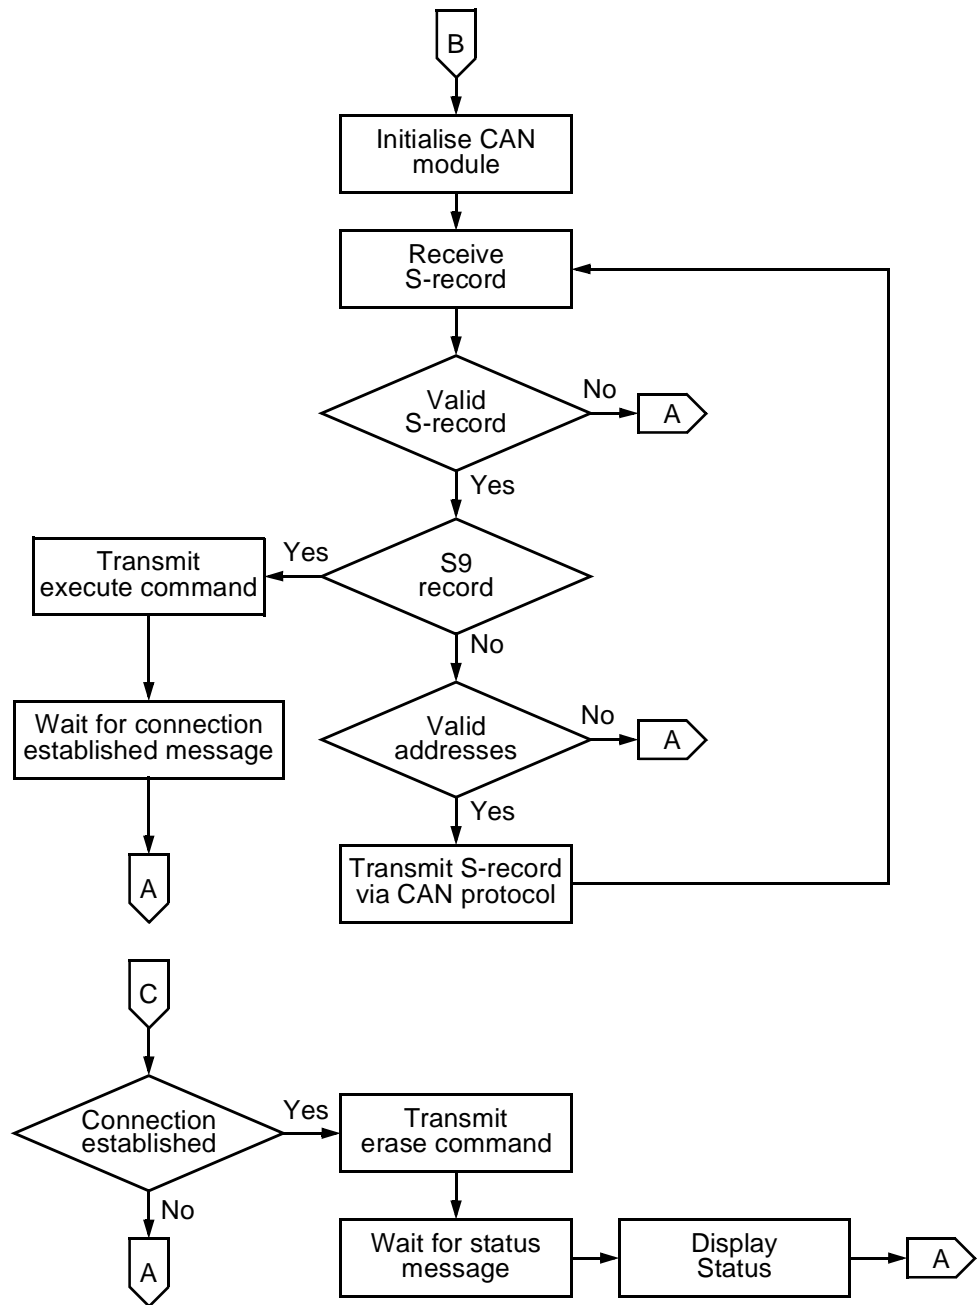 B
Initialise CAN
module
Receive
S-record
Valid
S-record
No
A
Yes
S9
record
Yes
Transmit
execute command
No
Wait for connection
established message
Valid
addresses
No
A
Yes
Transmit S-record
via CAN protocol
A
C
Connection
established
Yes
Transmit
erase command
No
A
Wait for status
message
Display
Status
A